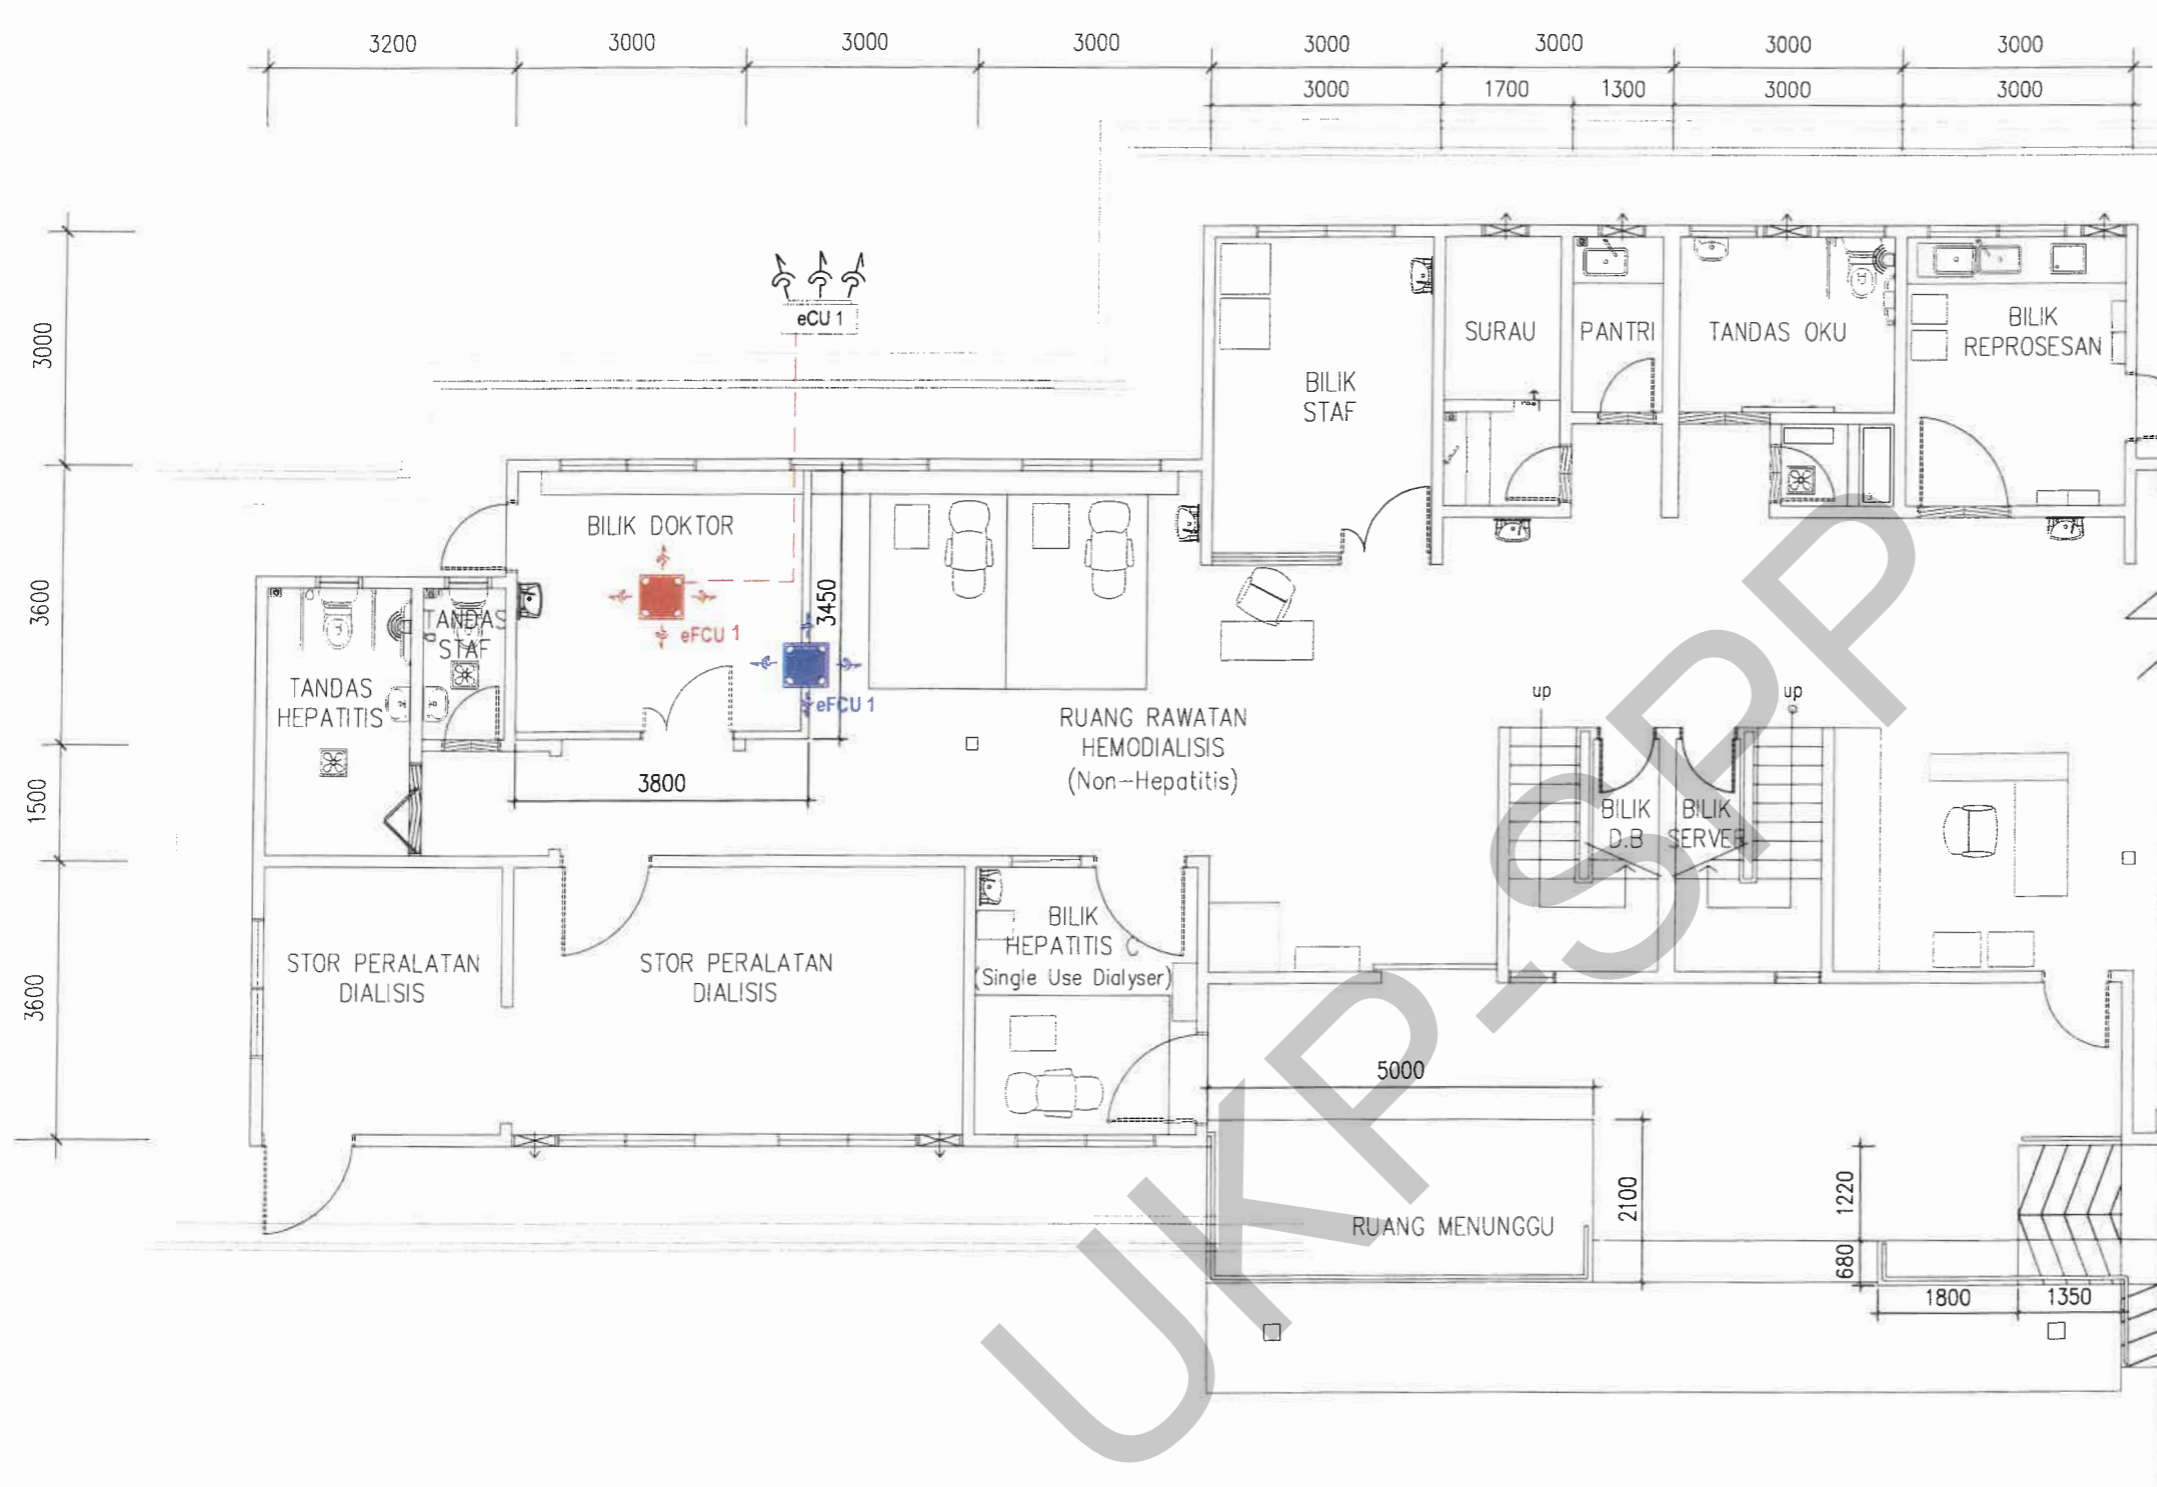 3200
3000
3000
3000
3000
3000
3000
3000
3000
1700
1300
3000
3000
eCU 1
3000
3600
1500
3600
BILIK
STAF
SURAU
PANTRI
TANDAS OKU
BILIK
REPROSESAN
BILIK DOKTOR
eFCU 1
eFCU 1
3450
3800
TANDAS
STAF
TANDAS
HEPATITIS
RUANG RAWATAN
HEMODIALISIS
(Non-Hepatitis)
up
up
BILIK
D.B
BILIK
SERVER
STOR PERALATAN
DIALISIS
STOR PERALATAN
DIALISIS
BILIK
HEPATITIS C
(Single Use Dialyser)
5000
2100
RUANG MENUNGGU
1220
680
1800
1350
UKP-SPP